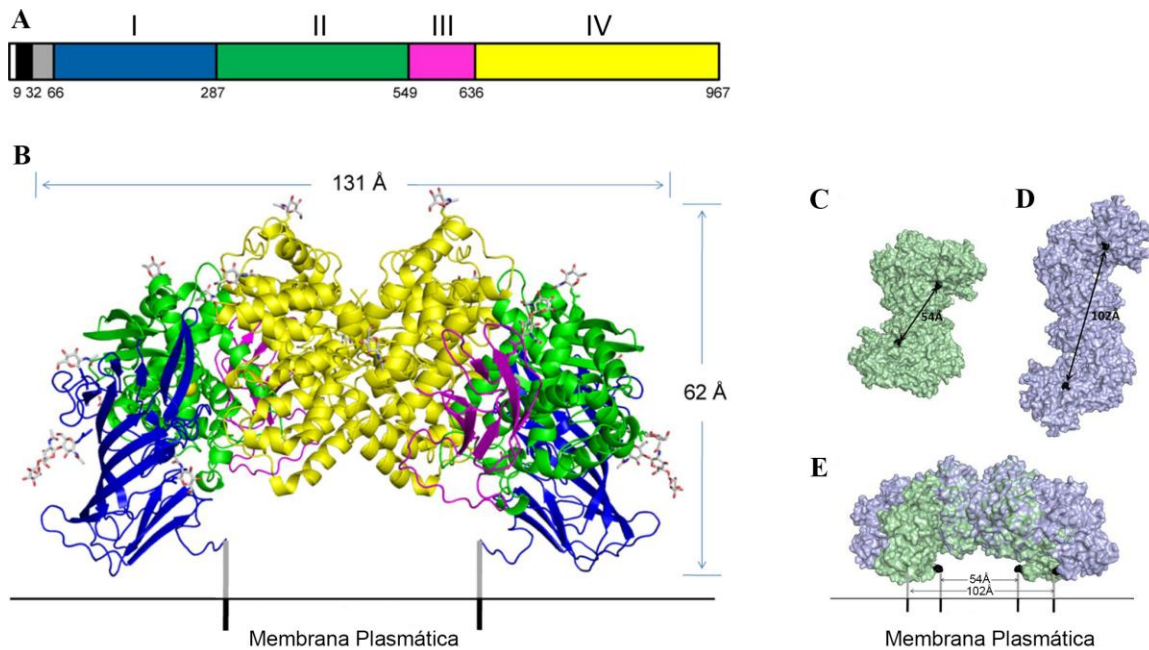 A
I II III IV
9 32 66 287 549 636 967
B
131 Å
62 Å
Membrana Plasmática
C D
54Å
102Å
E
54Å
102Å
Membrana Plasmática